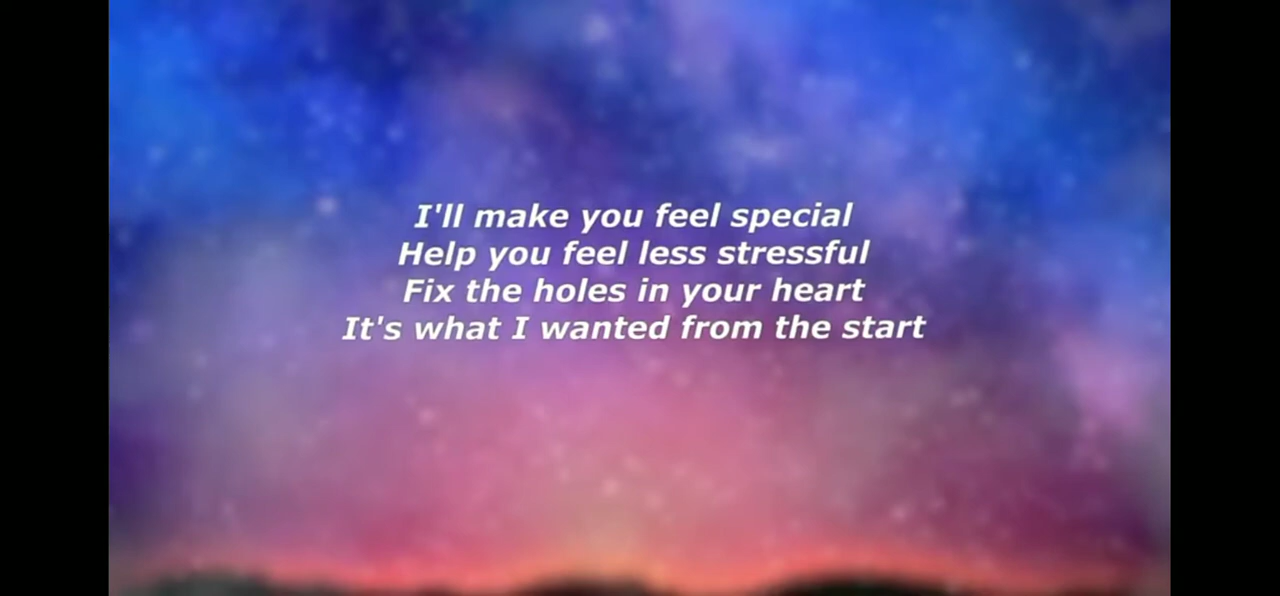 I'll make you feel special
Help you feel less stressful
Fix the holes in your heart
It's what I wanted from the start